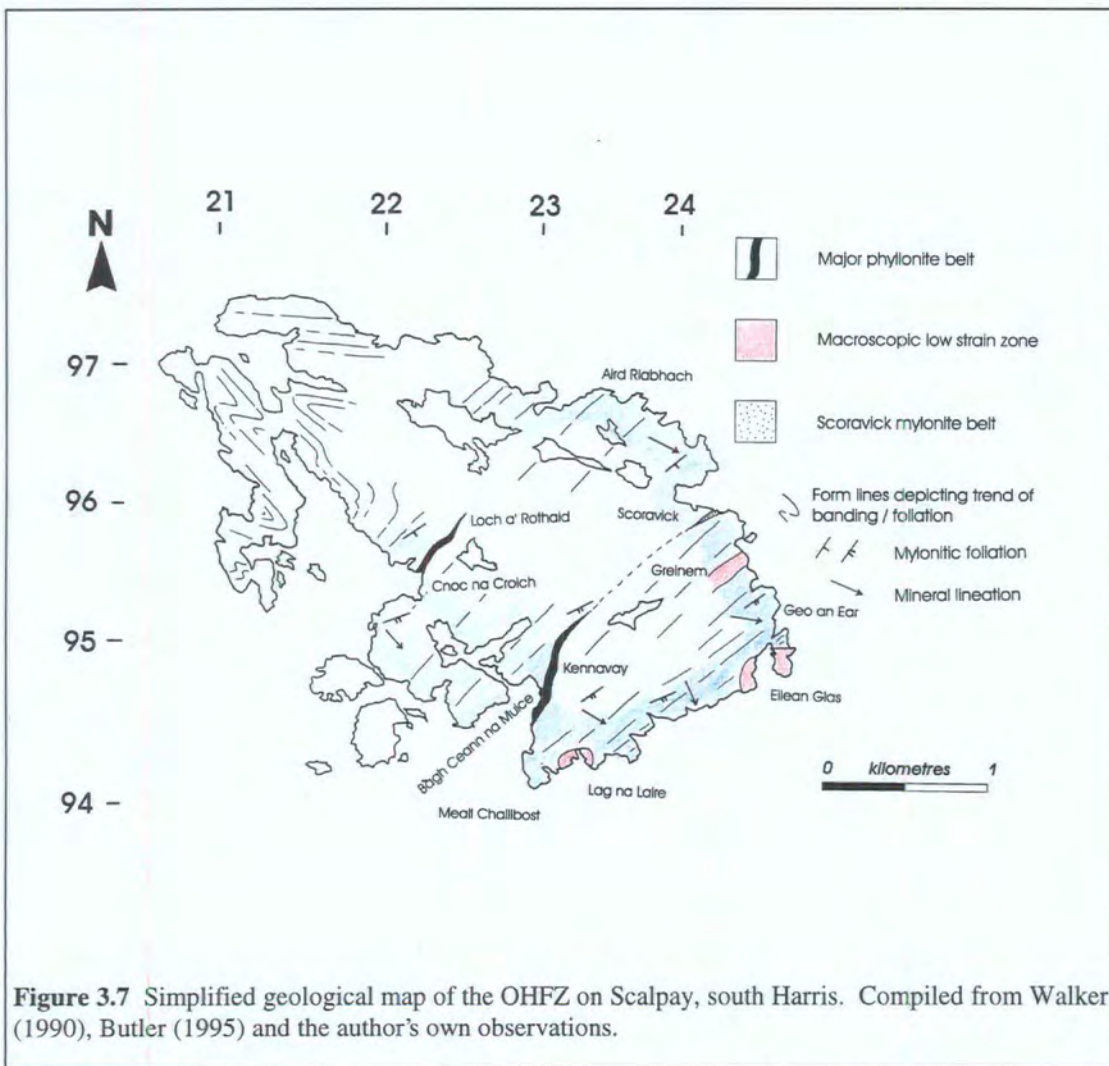 21
22
23
24
N
97
96
95
94
Major phyllonite belt
Macroscopic low strain zone
Scoravick mylonite belt
Form lines depicting trend of
banding / foliation
Mylonitic foliation
Mineral lineation
Aird Riabhach
Scoravick
Loch a' Rothaid
Greinem
Cnoc na Croich
Geo an Ear
Kennavay
Eilean Glas
Bagh Ceann na Muice
Lag na Laire
Meall Challibost
0 kilometres 1
Figure 3.7 Simplified geological map of the OHFZ on Scalpay, south Harris. Compiled from Walker
(1990), Butler (1995) and the author's own observations.